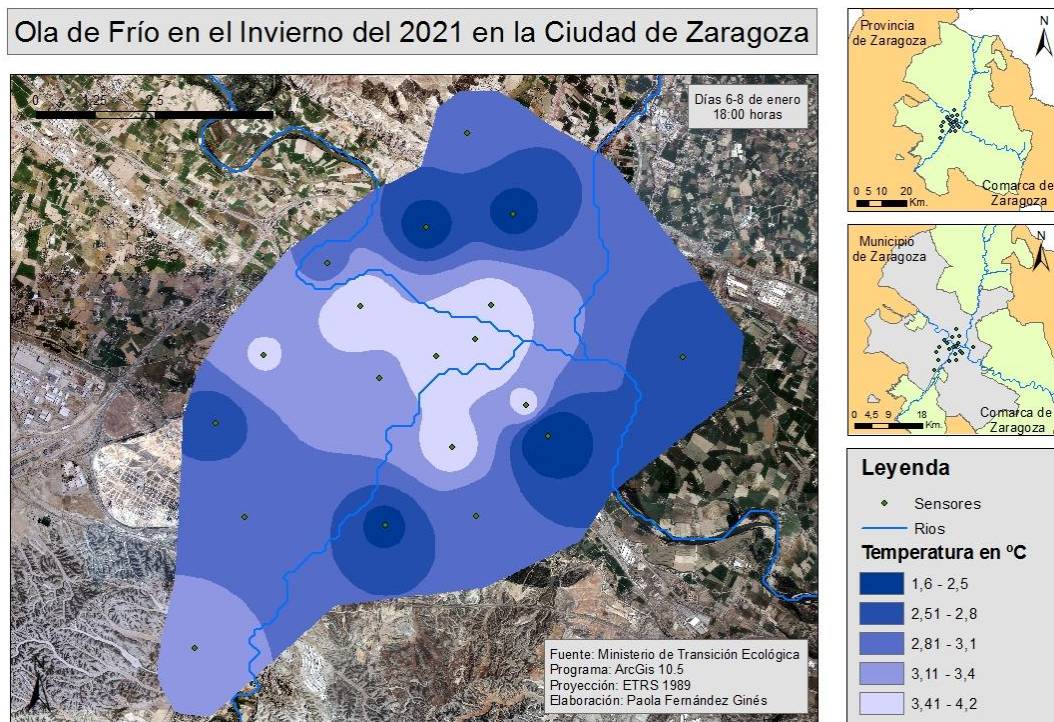 Ola de Frío en el Invierno del 2021 en la Ciudad de Zaragoza
0 1,25 2,5
Días 6-8 de enero
18:00 horas
Fuente: Ministerio de Transición Ecológica
Programa: ArcGis 10.5
Proyección: ETRS 1989
Elaboración: Paola Fernández Ginés
Provincia
de Zaragoza
N
Comarca de
Zaragoza
0 5 10 20
Km.
Municipio
de Zaragoza
N
Comarca de
Zaragoza
0 4,5 9 18
Km.
Leyenda
Sensores
Rios
Temperatura en ºC
1,6 - 2,5
2,51 - 2,8
2,81 - 3,1
3,11 - 3,4
3,41 - 4,2